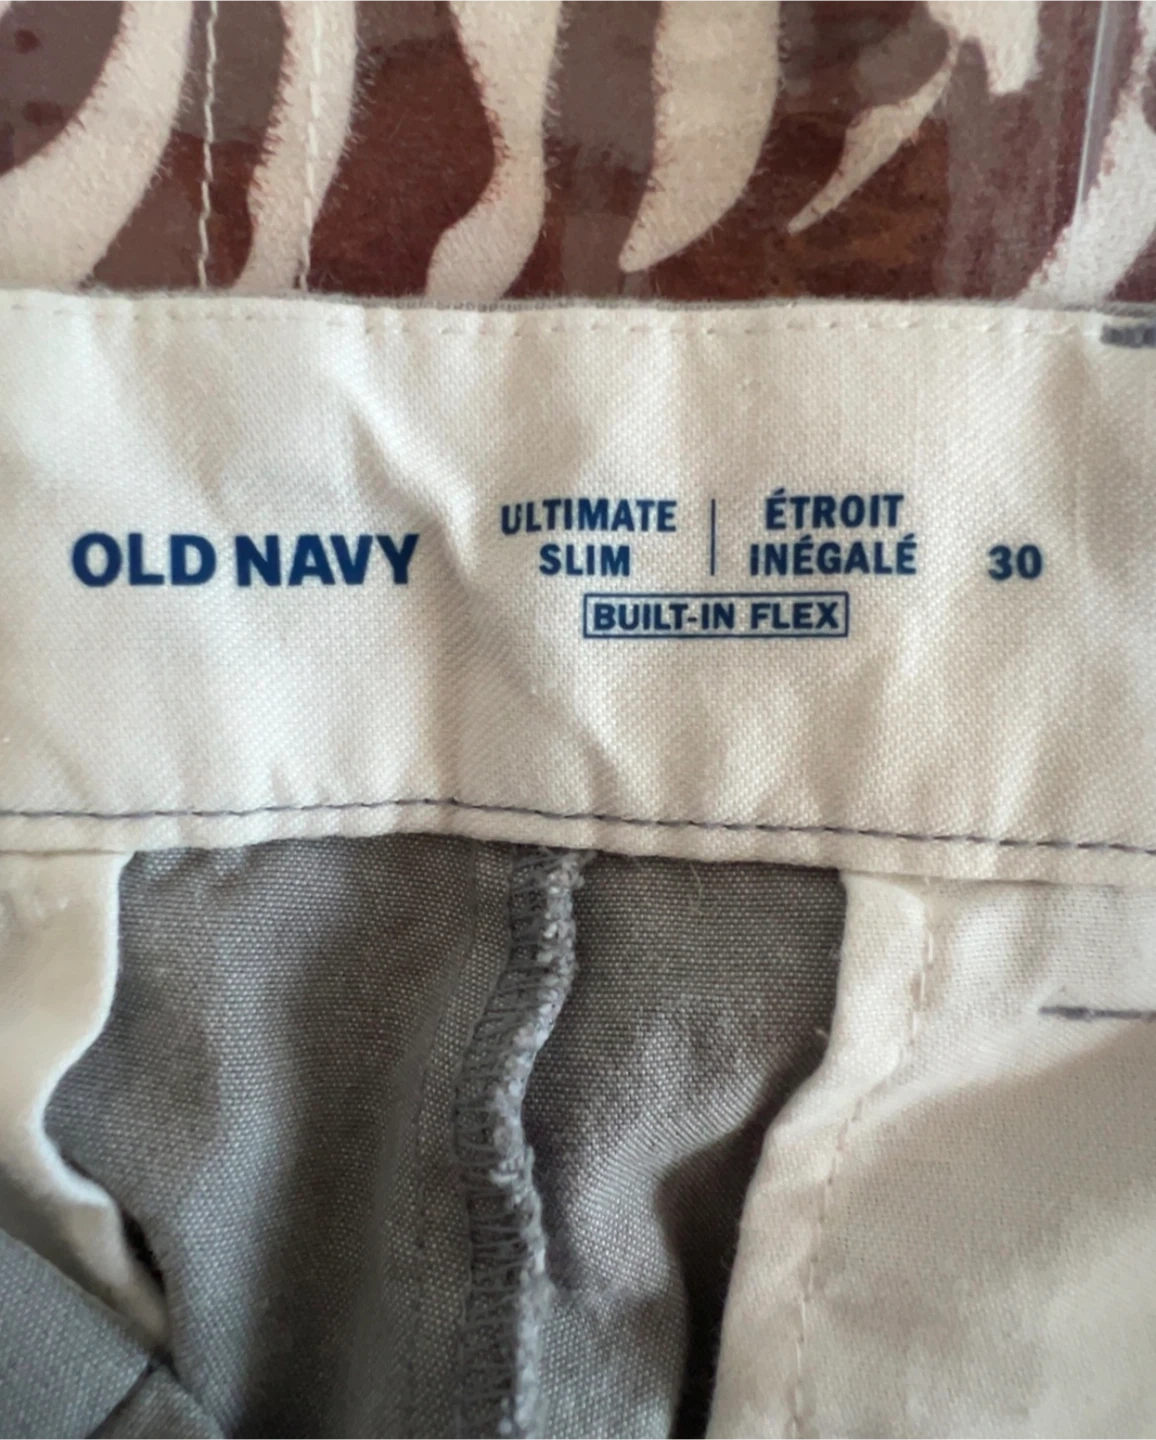 OLD NAVY
ULTIMATE
SLIM
ÉTROIT
INÉGALÉ
30
BUILT-IN FLEX